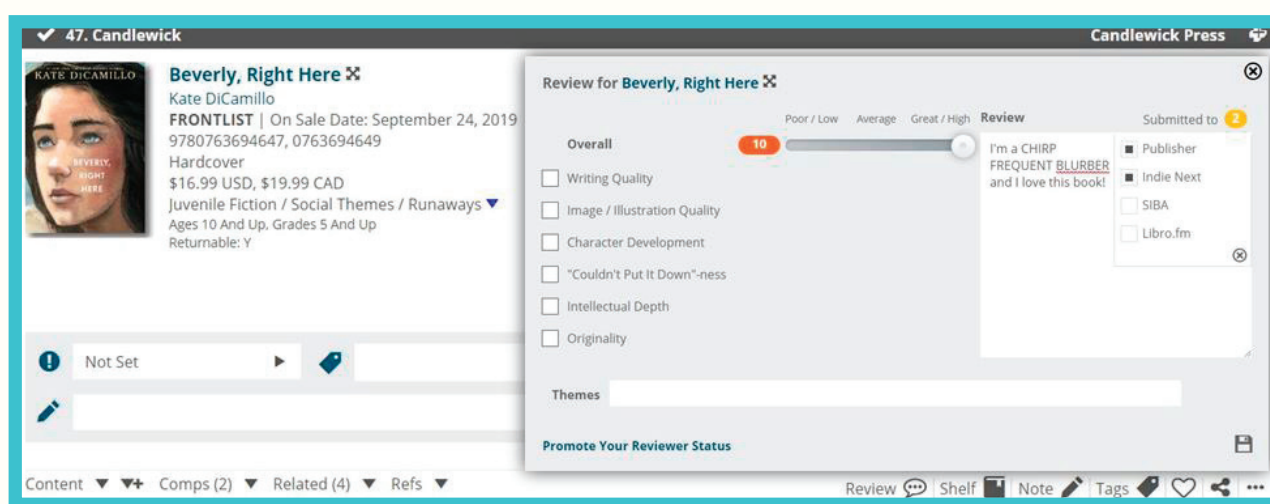 47. Candlewick
Candlewick Press
KATE DICAMILLO
BEVERLY,
RIGHT
HERE
Beverly, Right Here
Kate DiCamillo
FRONTLIST | On Sale Date: September 24, 2019
9780763694647, 0763694649
Hardcover
$16.99 USD, $19.99 CAD
Juvenile Fiction / Social Themes / Runaways
Ages 10 And Up, Grades 5 And Up
Returnable: Y
Not Set
Review for Beverly, Right Here
Poor / Low Average Great / High
Overall 10
Writing Quality
Image / Illustration Quality
Character Development
"Couldn't Put It Down"-ness
Intellectual Depth
Originality
Review
I'm a CHIRP
FREQUENT BLURBER
and I love this book!
Submitted to 2
Publisher
Indie Next
SIBA
Libro.fm
Themes
Promote Your Reviewer Status
Content Comps (2) Related (4) Refs
Review Shelf Note Tags